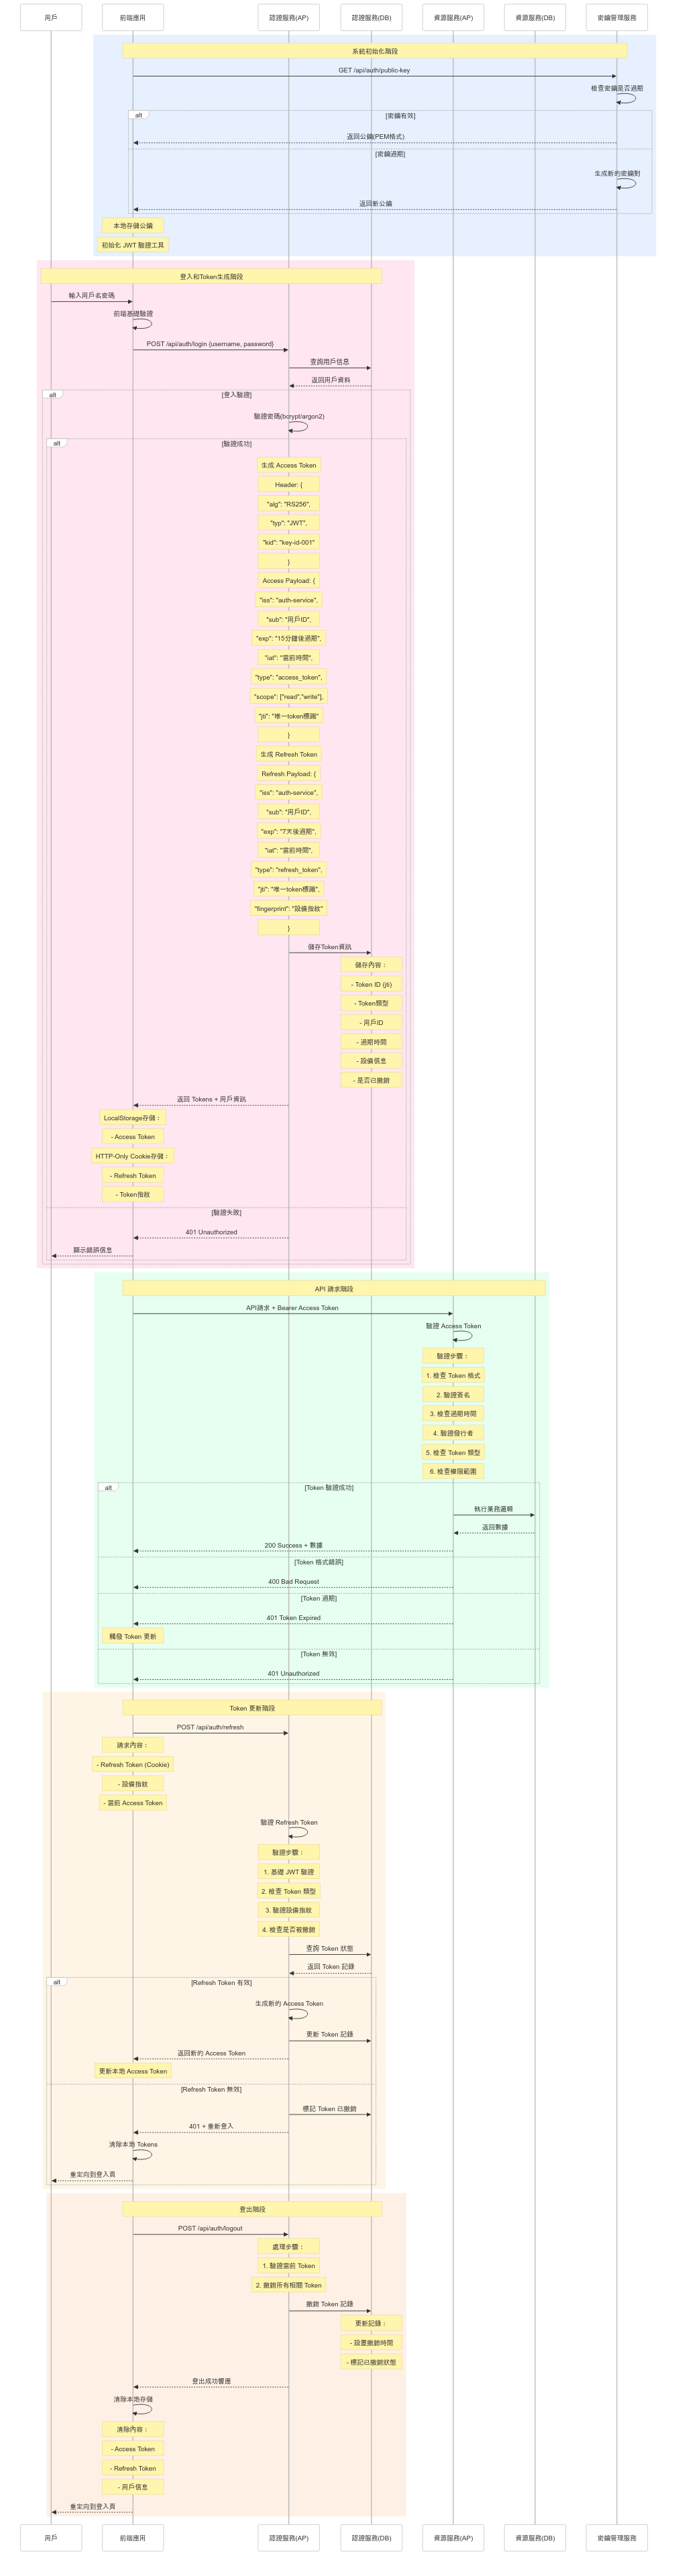 用戶
前端應用
認證服務(AP)
認證服務(DB)
資源服務(AP)
資源服務(DB)
密鑰管理服務
系統初始化階段
GET /api/auth/public-key
檢查密鑰是否過期
alt
[密鑰有效]
返回公鑰(PEM格式)
[密鑰過期]
生成新的密鑰對
返回新公鑰
本地存儲公鑰
初始化 JWT 驗證工具
登入和Token生成階段
輸入用戶名密碼
前端基礎驗證
POST /api/auth/login {username, password}
查詢用戶信息
返回用戶資料
alt
[登入驗證]
驗證密碼(bcrypt/argon2)
alt
[驗證成功]
生成 Access Token
Header: {
"alg": "RS256",
"typ": "JWT",
"kid": "key-id-001"
}
Access Payload: {
"iss": "auth-service",
"sub": "用戶ID",
"exp": "15分鐘後過期",
"iat": "當前時間",
"type": "access_token",
"scope": ["read","write"],
"jti": "唯一token標識"
}
生成 Refresh Token
Refresh Payload: {
"iss": "auth-service",
"sub": "用戶ID",
"exp": "7天後過期",
"iat": "當前時間",
"type": "refresh_token",
"jti": "唯一token標識",
"fingerprint": "設備指紋"
}
儲存Token資訊
儲存內容：
- Token ID (jti)
- Token類型
- 用戶ID
- 過期時間
- 設備信息
- 是否已撤銷
返回 Tokens + 用戶資訊
LocalStorage存儲：
- Access Token
HTTP-Only Cookie存儲：
- Refresh Token
- Token指紋
[驗證失敗]
401 Unauthorized
顯示錯誤信息
API 請求階段
API請求 + Bearer Access Token
驗證 Access Token
驗證步驟：
1. 檢查 Token 格式
2. 驗證簽名
3. 檢查過期時間
4. 驗證發行者
5. 檢查 Token 類型
6. 檢查權限範圍
alt
[Token 驗證成功]
執行業務邏輯
返回數據
200 Success + 數據
[Token 格式錯誤]
400 Bad Request
[Token 過期]
401 Token Expired
觸發 Token 更新
[Token 無效]
401 Unauthorized
Token 更新階段
POST /api/auth/refresh
請求內容：
- Refresh Token (Cookie)
- 設備指紋
- 當前 Access Token
驗證 Refresh Token
驗證步驟：
1. 基礎 JWT 驗證
2. 檢查 Token 類型
3. 驗證設備指紋
4. 檢查是否被撤銷
查詢 Token 狀態
返回 Token 記錄
alt
[Refresh Token 有效]
生成新的 Access Token
更新 Token 記錄
返回新的 Access Token
更新本地 Access Token
[Refresh Token 無效]
標記 Token 已撤銷
401 + 重新登入
清除本地 Tokens
重定向到登入頁
登出階段
POST /api/auth/logout
處理步驟：
1. 驗證當前 Token
2. 撤銷所有相關 Token
撤銷 Token 記錄
更新記錄：
- 設置撤銷時間
- 標記已撤銷狀態
登出成功響應
清除本地存儲
清除內容：
- Access Token
- Refresh Token
- 用戶信息
重定向到登入頁
用戶
前端應用
認證服務(AP)
認證服務(DB)
資源服務(AP)
資源服務(DB)
密鑰管理服務